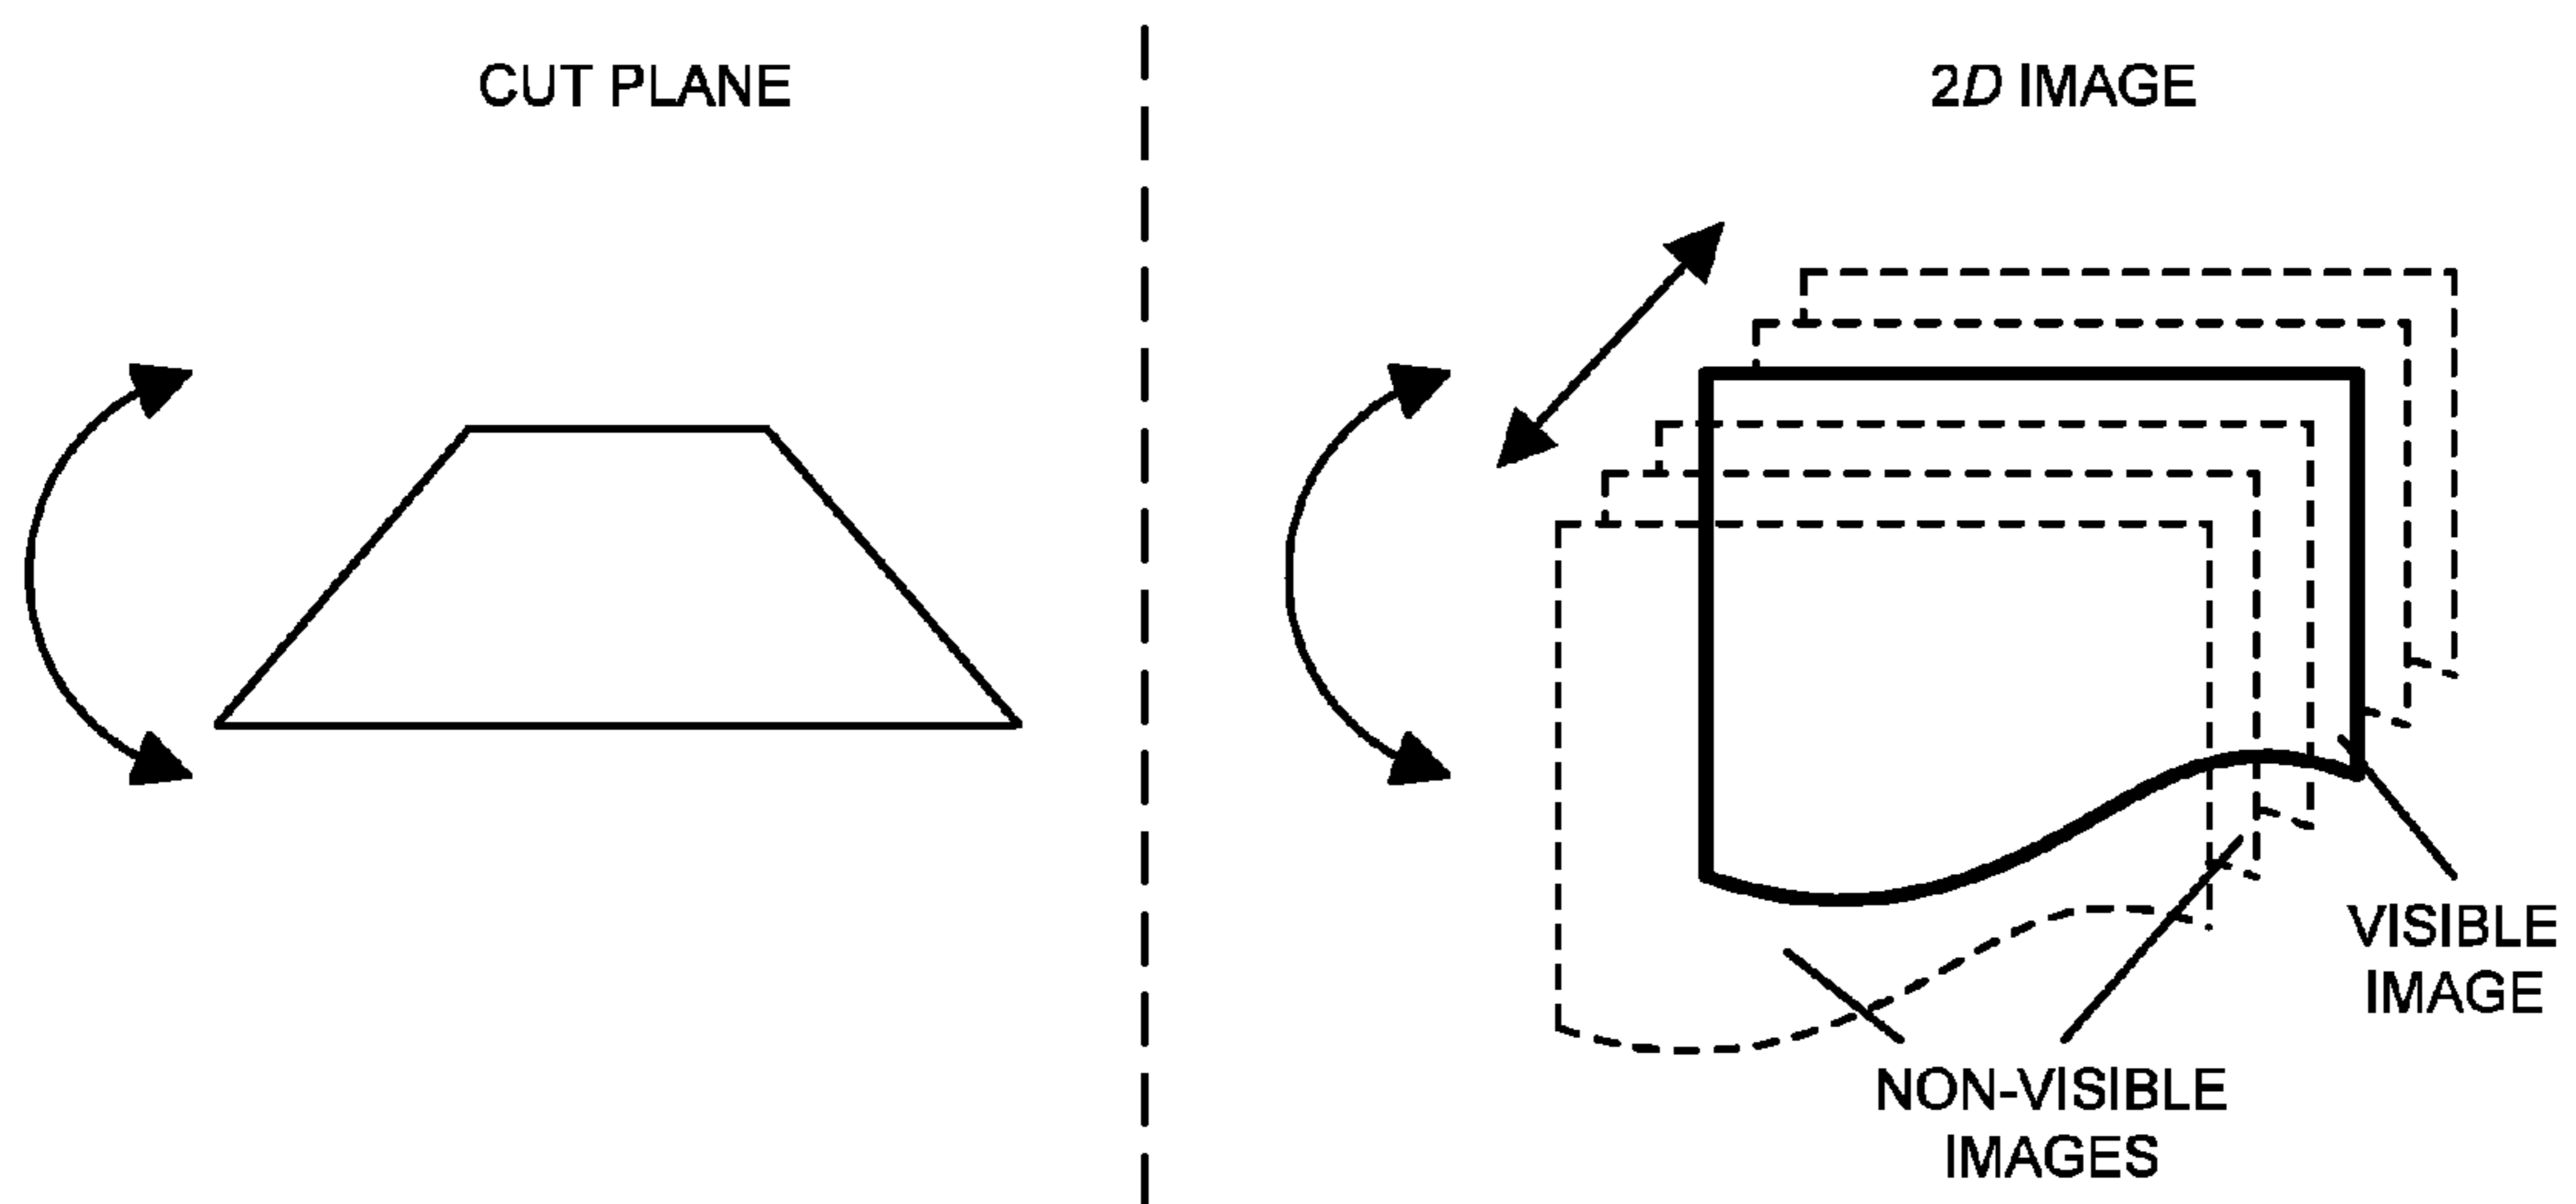 CUT PLANE
2D IMAGE
VISIBLE
IMAGE
NON-VISIBLE
IMAGES